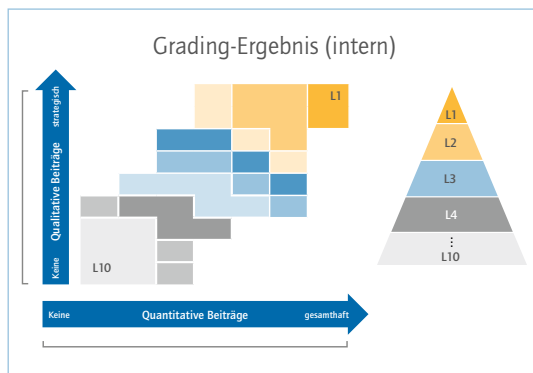 Grading-Ergebnis (intern)
strategisch
Qualitative Beiträge
Keine
L1
L10
Keine
Quantitative Beiträge
gesamthaft
L1
L2
L3
L4
⋮
L10